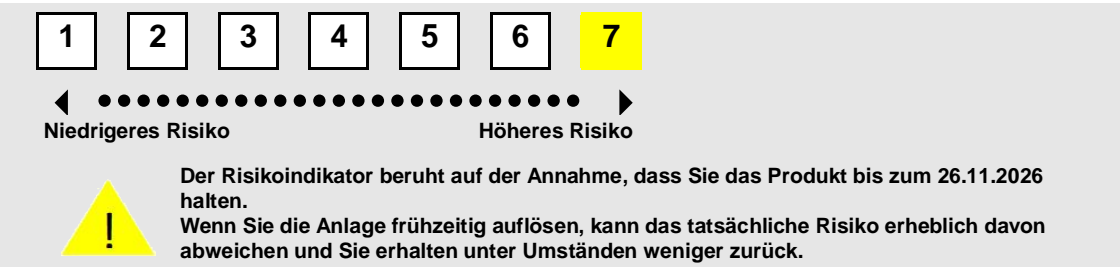 1 2 3 4 5 6 7
Niedrigeres Risiko Höheres Risiko
Der Risikoindikator beruht auf der Annahme, dass Sie das Produkt bis zum 26.11.2026
halten.
Wenn Sie die Anlage frühzeitig auflösen, kann das tatsächliche Risiko erheblich davon
abweichen und Sie erhalten unter Umständen weniger zurück.
!